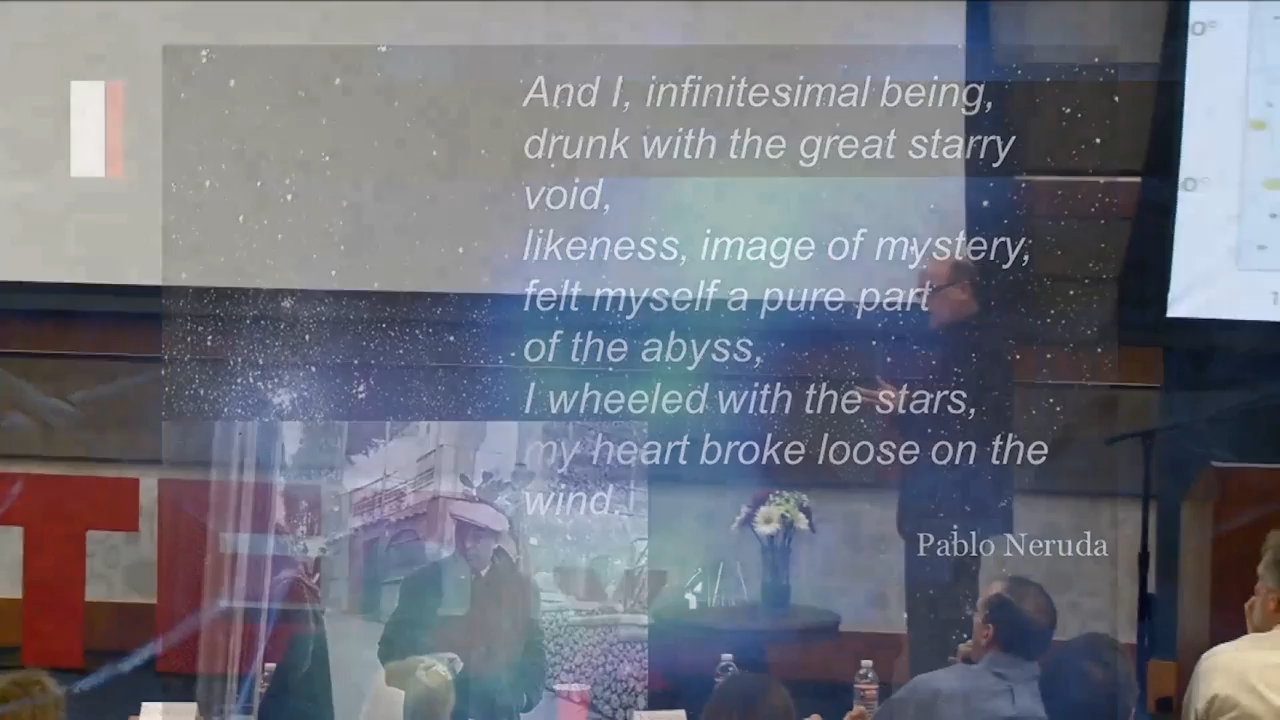 And I, infinitesimal being,
drunk with the great starry
void,
likeness, image of mystery,
felt myself a pure part
of the abyss,
I wheeled with the stars,
my heart broke loose on the
wind.
Pablo Neruda
T